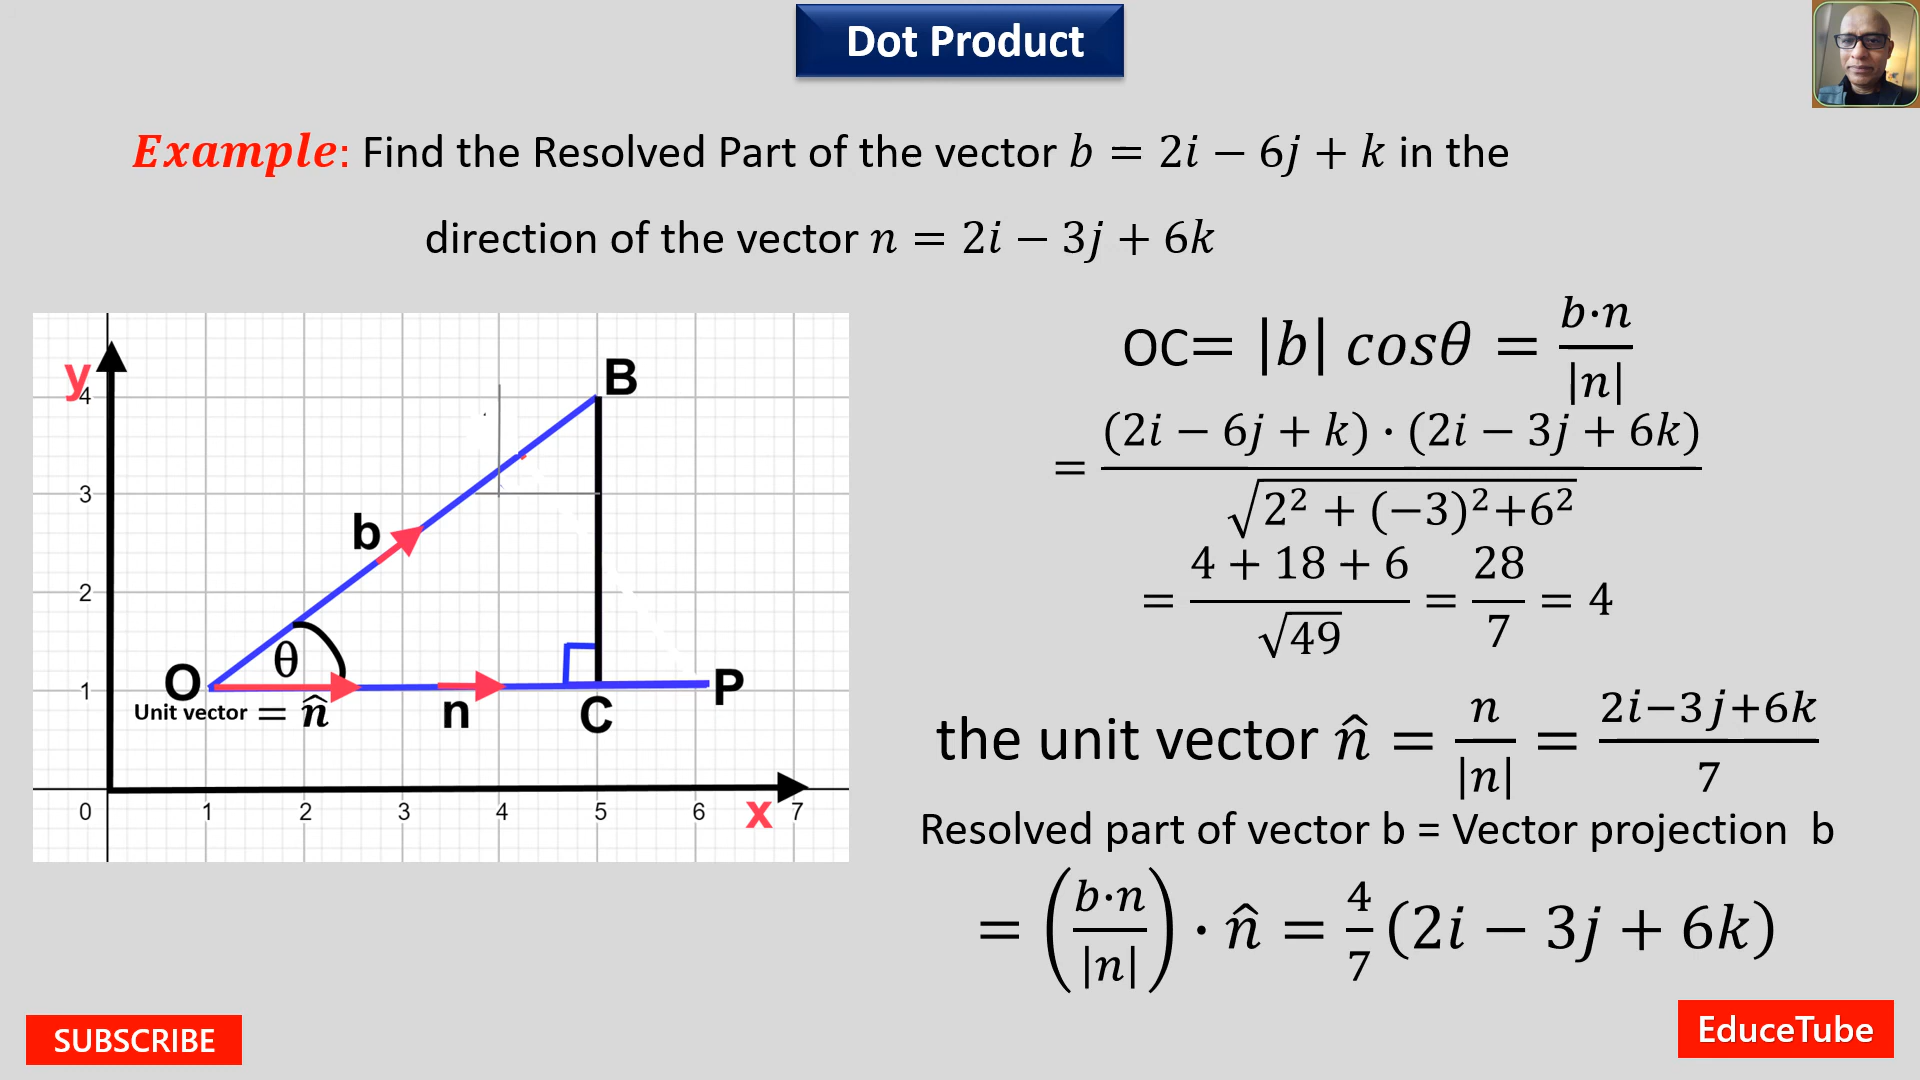 Dot Product
Example: Find the Resolved Part of the vector b = 2i − 6j + k in the
direction of the vector n = 2i − 3j + 6k
y
4
3
2
1
0
1
2
3
4
5
6
7
x
B
b
θ
O
P
n
C
Unit vector = n̂
OC= |b| cosθ = b·n / |n|
= (2i − 6j + k) · (2i − 3j + 6k) / √(2² + (−3)²+6²)
= 4 + 18 + 6 / √49 = 28 / 7 = 4
the unit vector n̂ = n / |n| = 2i−3j+6k / 7
Resolved part of vector b = Vector projection b
= (b·n / |n|) · n̂ = 4/7 (2i − 3j + 6k)
SUBSCRIBE
EduceTube